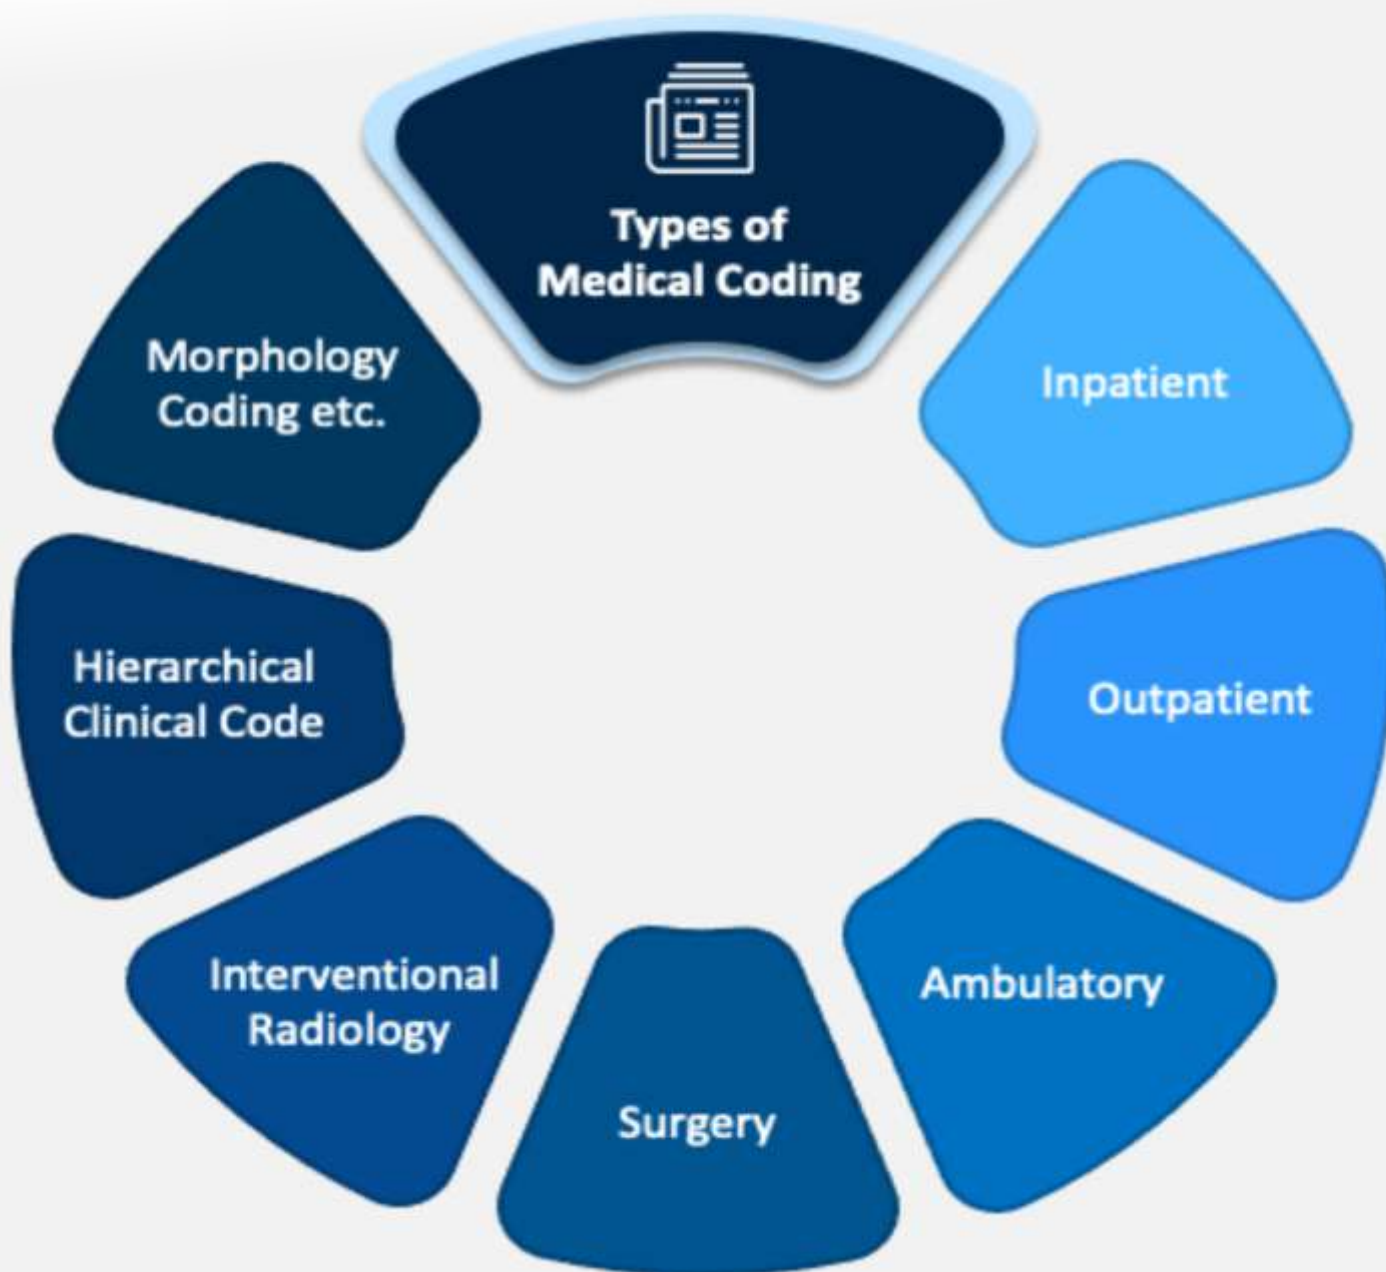 Types of
Medical Coding
Inpatient
Outpatient
Ambulatory
Surgery
Interventional
Radiology
Hierarchical
Clinical Code
Morphology
Coding etc.